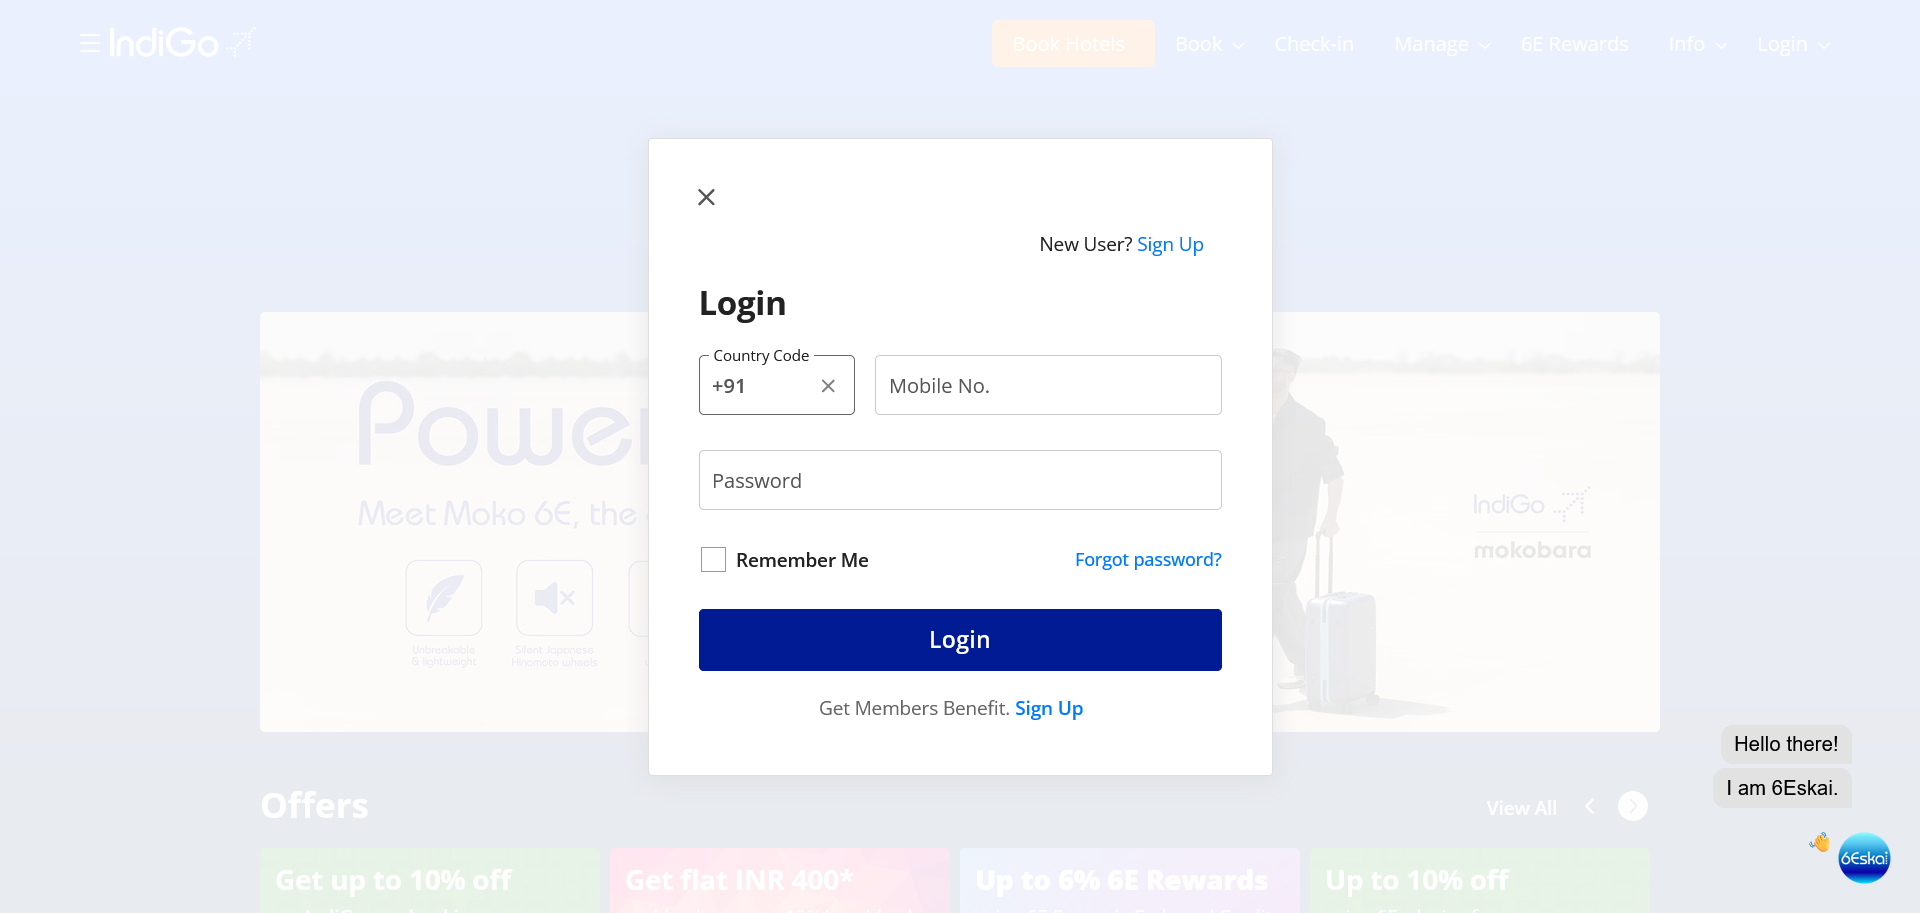 IndiGo
Book Hotels
Book
Check-in
Manage
6E Rewards
Info
Login
New User? Sign Up
Login
Country Code
+91
Mobile No.
Password
Remember Me
Forgot password?
Login
Get Members Benefit. Sign Up
Power
Meet Moko 6E, the
Unbreakable
& lightweight
Silent Japanese
Hinomoto wheels
IndiGo
mokobara
Hello there!
I am 6Eskai.
6Eskai
Offers
View All
Get up to 10% off
Get flat INR 400*
Up to 6% 6E Rewards
Up to 10% off